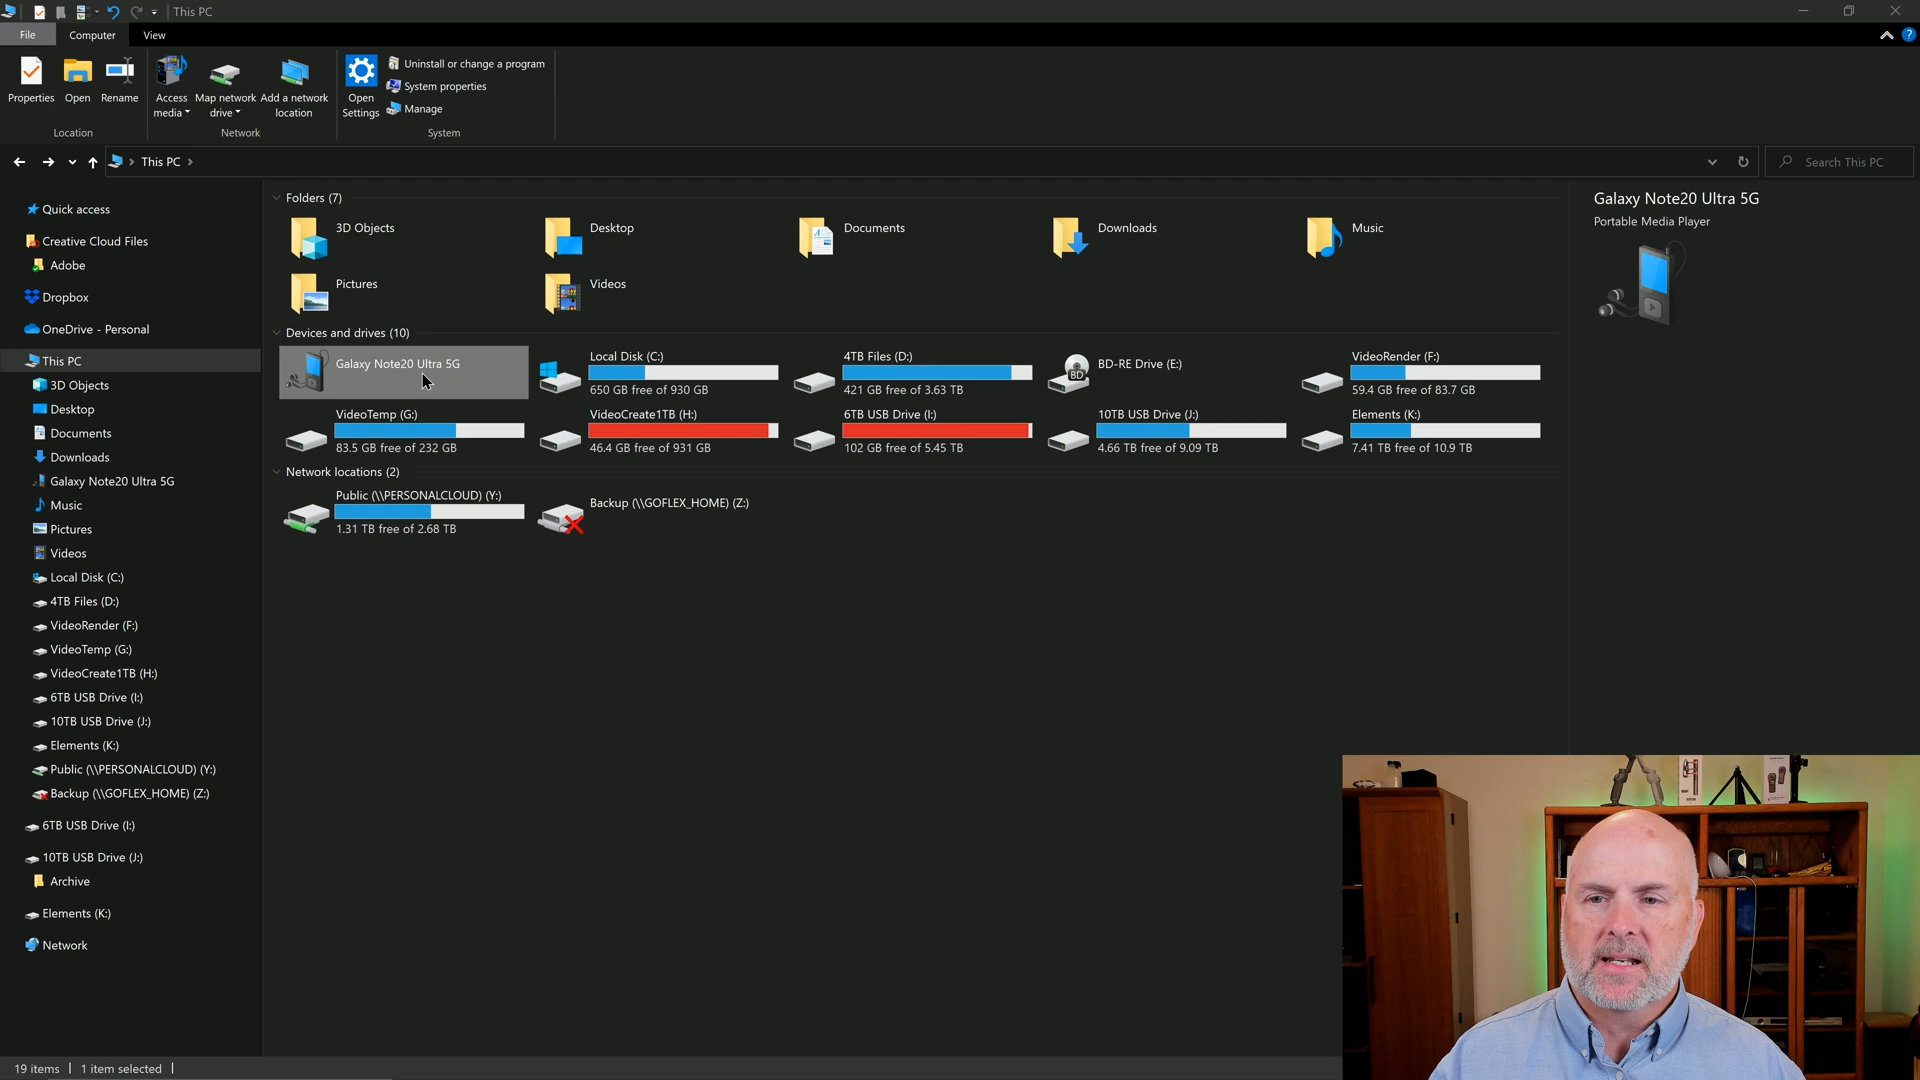 This PC
File
Computer
View
Properties
Open
Rename
Location
Access media
Map network drive
Add a network location
Network
Open Settings
Uninstall or change a program
System properties
Manage
System
This PC
Search This PC
Quick access
Creative Cloud Files
Adobe
Dropbox
OneDrive - Personal
This PC
3D Objects
Desktop
Documents
Downloads
Galaxy Note20 Ultra 5G
Music
Pictures
Videos
Local Disk (C:)
4TB Files (D:)
VideoRender (F:)
VideoTemp (G:)
VideoCreate1TB (H:)
6TB USB Drive (I:)
10TB USB Drive (J:)
Elements (K:)
Public (\\PERSONALCLOUD) (Y:)
Backup (\\GOFLEX_HOME) (Z:)
6TB USB Drive (I:)
10TB USB Drive (J:)
Archive
Elements (K:)
Network
Folders (7)
3D Objects
Desktop
Documents
Downloads
Music
Pictures
Videos
Devices and drives (10)
Galaxy Note20 Ultra 5G
Local Disk (C:)
650 GB free of 930 GB
4TB Files (D:)
421 GB free of 3.63 TB
BD
BD-RE Drive (E:)
VideoRender (F:)
59.4 GB free of 83.7 GB
VideoTemp (G:)
83.5 GB free of 232 GB
VideoCreate1TB (H:)
46.4 GB free of 931 GB
6TB USB Drive (I:)
102 GB free of 5.45 TB
10TB USB Drive (J:)
4.66 TB free of 9.09 TB
Elements (K:)
7.41 TB free of 10.9 TB
Network locations (2)
Public (\\PERSONALCLOUD) (Y:)
1.31 TB free of 2.68 TB
Backup (\\GOFLEX_HOME) (Z:)
Galaxy Note20 Ultra 5G
Portable Media Player
19 items
1 item selected